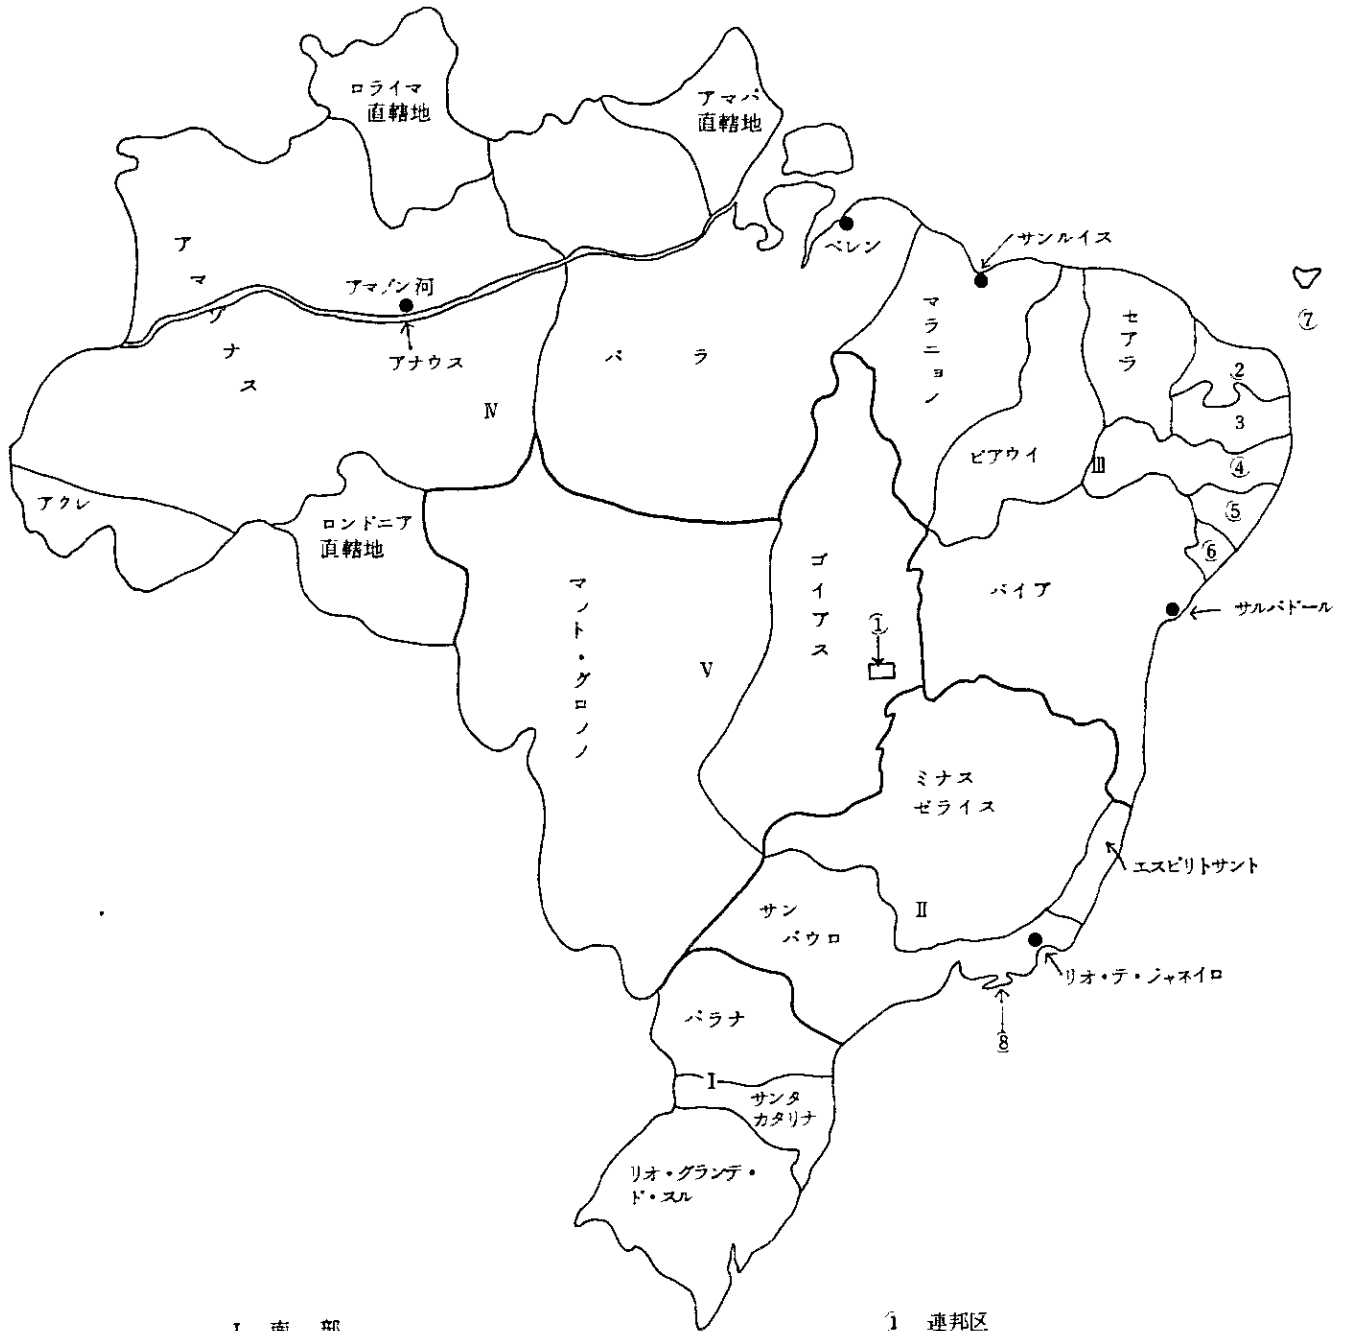 ロライマ
直轄地
アマパ
直轄地
ベレン
サンルイス
アマゾン河
アナウス
アマゾナス
パラ
マラニョノ
セアラ
⑦
②
3
④
⑤
⑥
Ⅳ
Ⅲ
ピアウイ
アクレ
ロンドニア
直轄地
マノト・グロノノ
ゴイアス
①
バイア
サルバドール
Ⅴ
ミナス
ゼライス
エスピリトサント
サン
パウロ
Ⅱ
リオ・テ・ジャネイロ
8
パラナ
Ⅰ
サンタ
カタリナ
リオ・グランデ・
ド・スル
Ⅰ 南 部
1 連邦区